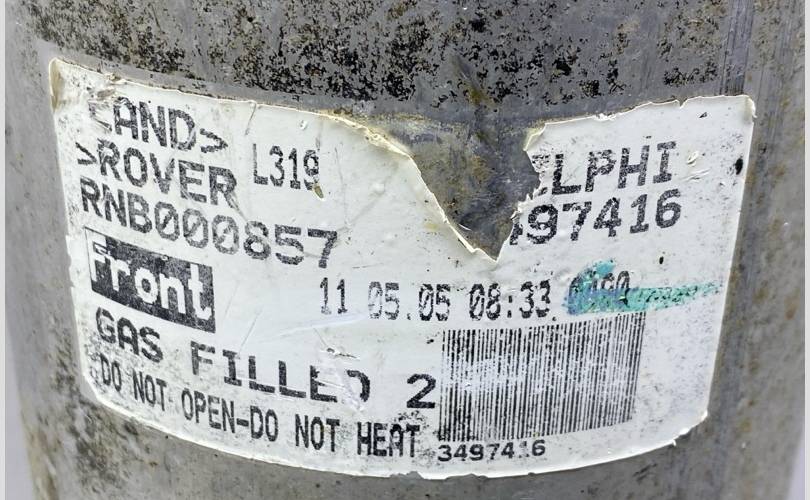 LAND>
>ROVER L319 ELPHI
RNB000857 497416
Front
11 05.05 08:33
GAS FILLED 2
DO NOT OPEN-DO NOT HEAT
3497416